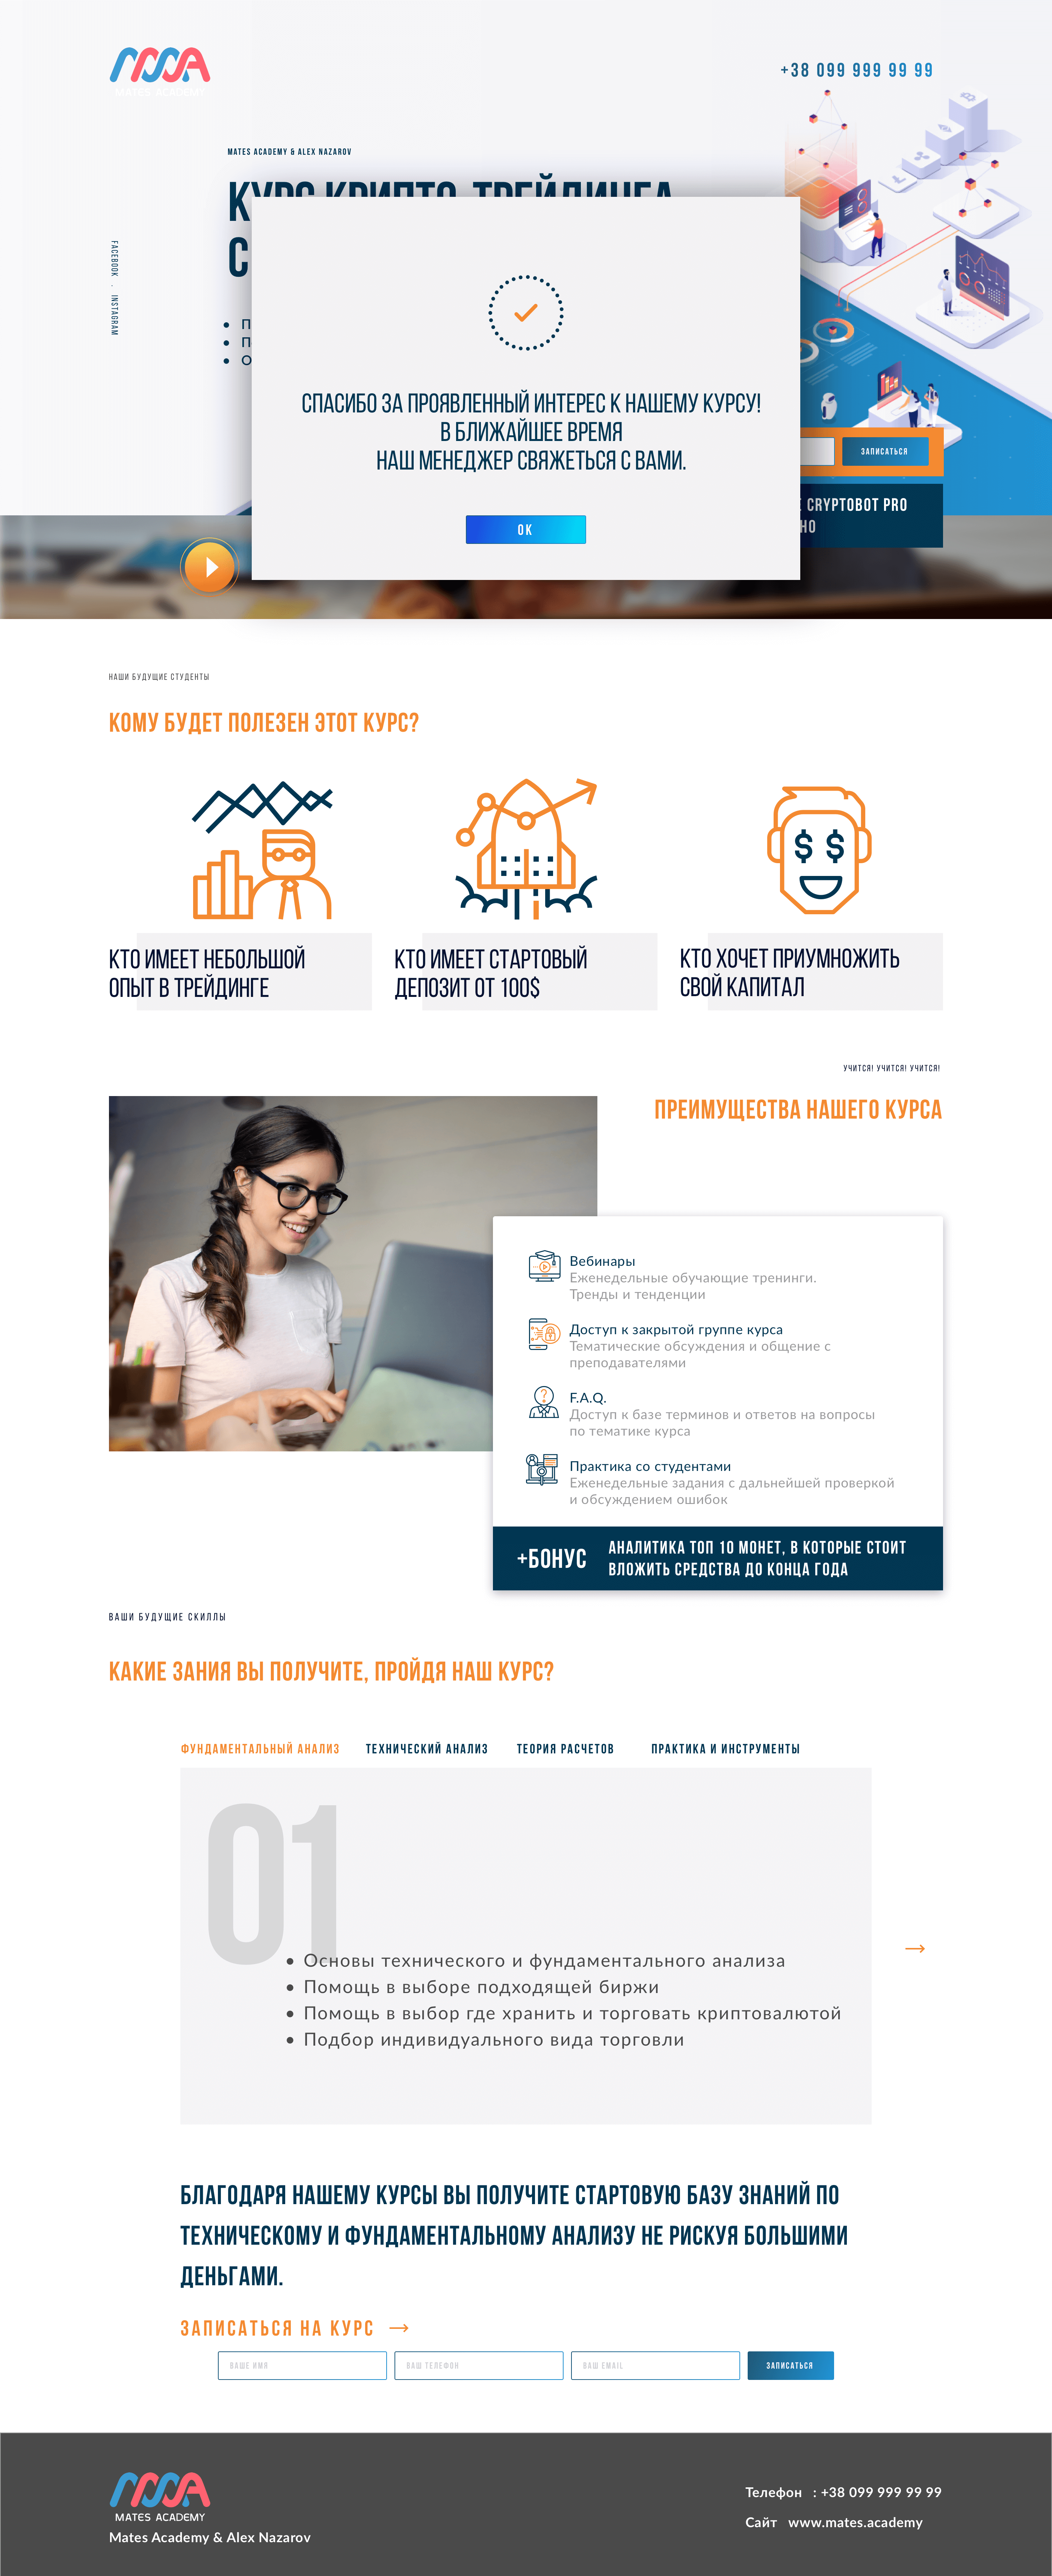 MATES ACADEMY
+38 099 999 99 99
MATES ACADEMY & ALEX NAZAROV
КУРС КРИПТО-ТРЕЙДИНГА
С
FACEBOOK . INSTAGRAM
П
П
О
СПАСИБО ЗА ПРОЯВЛЕННЫЙ ИНТЕРЕС К НАШЕМУ КУРСУ!
В БЛИЖАЙШЕЕ ВРЕМЯ
НАШ МЕНЕДЖЕР СВЯЖЕТЬСЯ С ВАМИ.
OK
ЗАПИСАТЬСЯ
CRYPTOBOT PRO
НО
НАШИ БУДУЩИЕ СТУДЕНТЫ
КОМУ БУДЕТ ПОЛЕЗЕН ЭТОТ КУРС?
КТО ИМЕЕТ НЕБОЛЬШОЙ
ОПЫТ В ТРЕЙДИНГЕ
КТО ИМЕЕТ СТАРТОВЫЙ
ДЕПОЗИТ ОТ 100$
КТО ХОЧЕТ ПРИУМНОЖИТЬ
СВОЙ КАПИТАЛ
УЧИТСЯ! УЧИТСЯ! УЧИТСЯ!
ПРЕИМУЩЕСТВА НАШЕГО КУРСА
Вебинары
Еженедельные обучающие тренинги.
Тренды и тенденции
Доступ к закрытой группе курса
Тематические обсуждения и общение с
преподавателями
F.A.Q.
Доступ к базе терминов и ответов на вопросы
по тематике курса
Практика со студентами
Еженедельные задания с дальнейшей проверкой
и обсуждением ошибок
+БОНУС
АНАЛИТИКА ТОП 10 МОНЕТ, В КОТОРЫЕ СТОИТ
ВЛОЖИТЬ СРЕДСТВА ДО КОНЦА ГОДА
ВАШИ БУДУЩИЕ СКИЛЛЫ
КАКИЕ ЗАНИЯ ВЫ ПОЛУЧИТЕ, ПРОЙДЯ НАШ КУРС?
ФУНДАМЕНТАЛЬНЫЙ АНАЛИЗ
ТЕХНИЧЕСКИЙ АНАЛИЗ
ТЕОРИЯ РАСЧЕТОВ
ПРАКТИКА И ИНСТРУМЕНТЫ
01
Основы технического и фундаментального анализа
Помощь в выборе подходящей биржи
Помощь в выбор где хранить и торговать криптовалютой
Подбор индивидуального вида торговли
БЛАГОДАРЯ НАШЕМУ КУРСЫ ВЫ ПОЛУЧИТЕ СТАРТОВУЮ БАЗУ ЗНАНИЙ ПО
ТЕХНИЧЕСКОМУ И ФУНДАМЕНТАЛЬНОМУ АНАЛИЗУ НЕ РИСКУЯ БОЛЬШИМИ
ДЕНЬГАМИ.
ЗАПИСАТЬСЯ НА КУРС
ВАШЕ ИМЯ
ВАШ ТЕЛЕФОН
ВАШ EMAIL
ЗАПИСАТЬСЯ
MATES ACADEMY
Mates Academy & Alex Nazarov
Телефон : +38 099 999 99 99
Сайт www.mates.academy